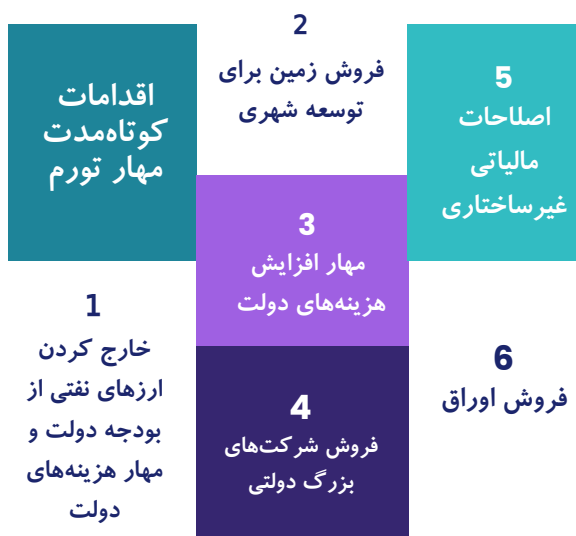 اقدامات
کوتاه‌مدت
مهار تورم
1
خارج کردن
ارزهای نفتی از
بودجه دولت و
مهار هزینه‌های
دولت
2
فروش زمین برای
توسعه شهری
3
مهار افزایش
هزینه‌های دولت
4
فروش شرکت‌های
بزرگ دولتی
5
اصلاحات
مالیاتی
غیرساختاری
6
فروش اوراق